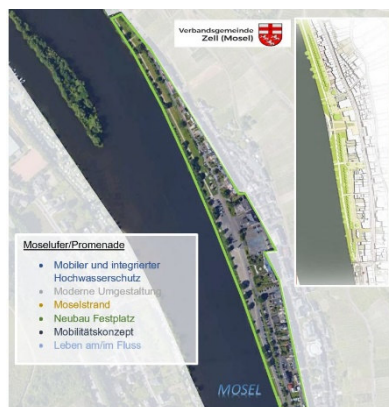 Verbandsgemeinde
Zell (Mosel)
Moselufer/Promenade
• Mobiler und integrierter
Hochwasserschutz
• Moderne Umgestaltung
• Moselstrand
• Neubau Festplatz
• Mobilitätskonzept
• Leben am/im Fluss
MOSEL